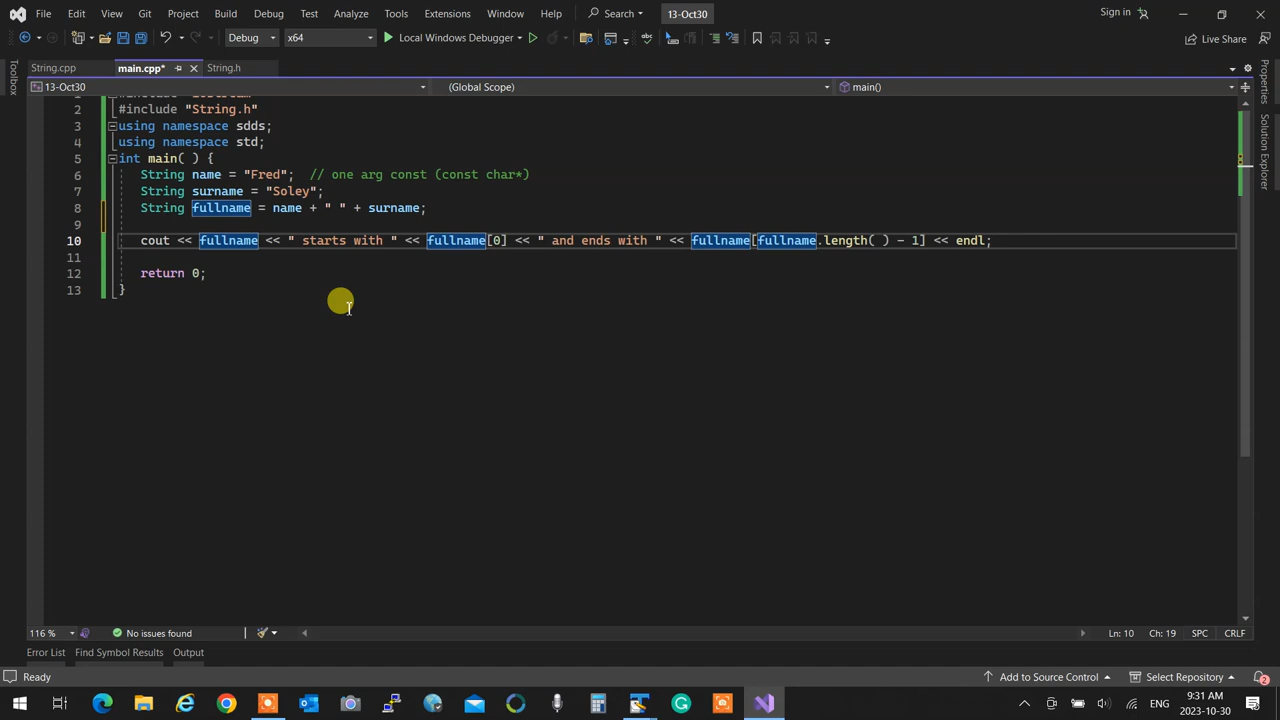 File Edit View Git Project Build Debug Test Analyze Tools Extensions Window Help Search 13-Oct30 Sign in
Debug x64 Local Windows Debugger Live Share
String.cpp main.cpp* String.h
13-Oct30 (Global Scope) main()
Toolbox
Properties
Solution Explorer
2 #include "String.h"
3 using namespace sdds;
4 using namespace std;
5 int main( ) {
6 String name = "Fred"; // one arg const (const char*)
7 String surname = "Soley";
8 String fullname = name + " " + surname;
9
10 cout << fullname << " starts with " << fullname[0] << " and ends with " << fullname[fullname.length( ) - 1] << endl;
11
12 return 0;
13 }
116 % No issues found Ln: 10 Ch: 19 SPC CRLF
Error List Find Symbol Results Output
Ready Add to Source Control Select Repository 2
ENG 9:31 AM
2023-10-30